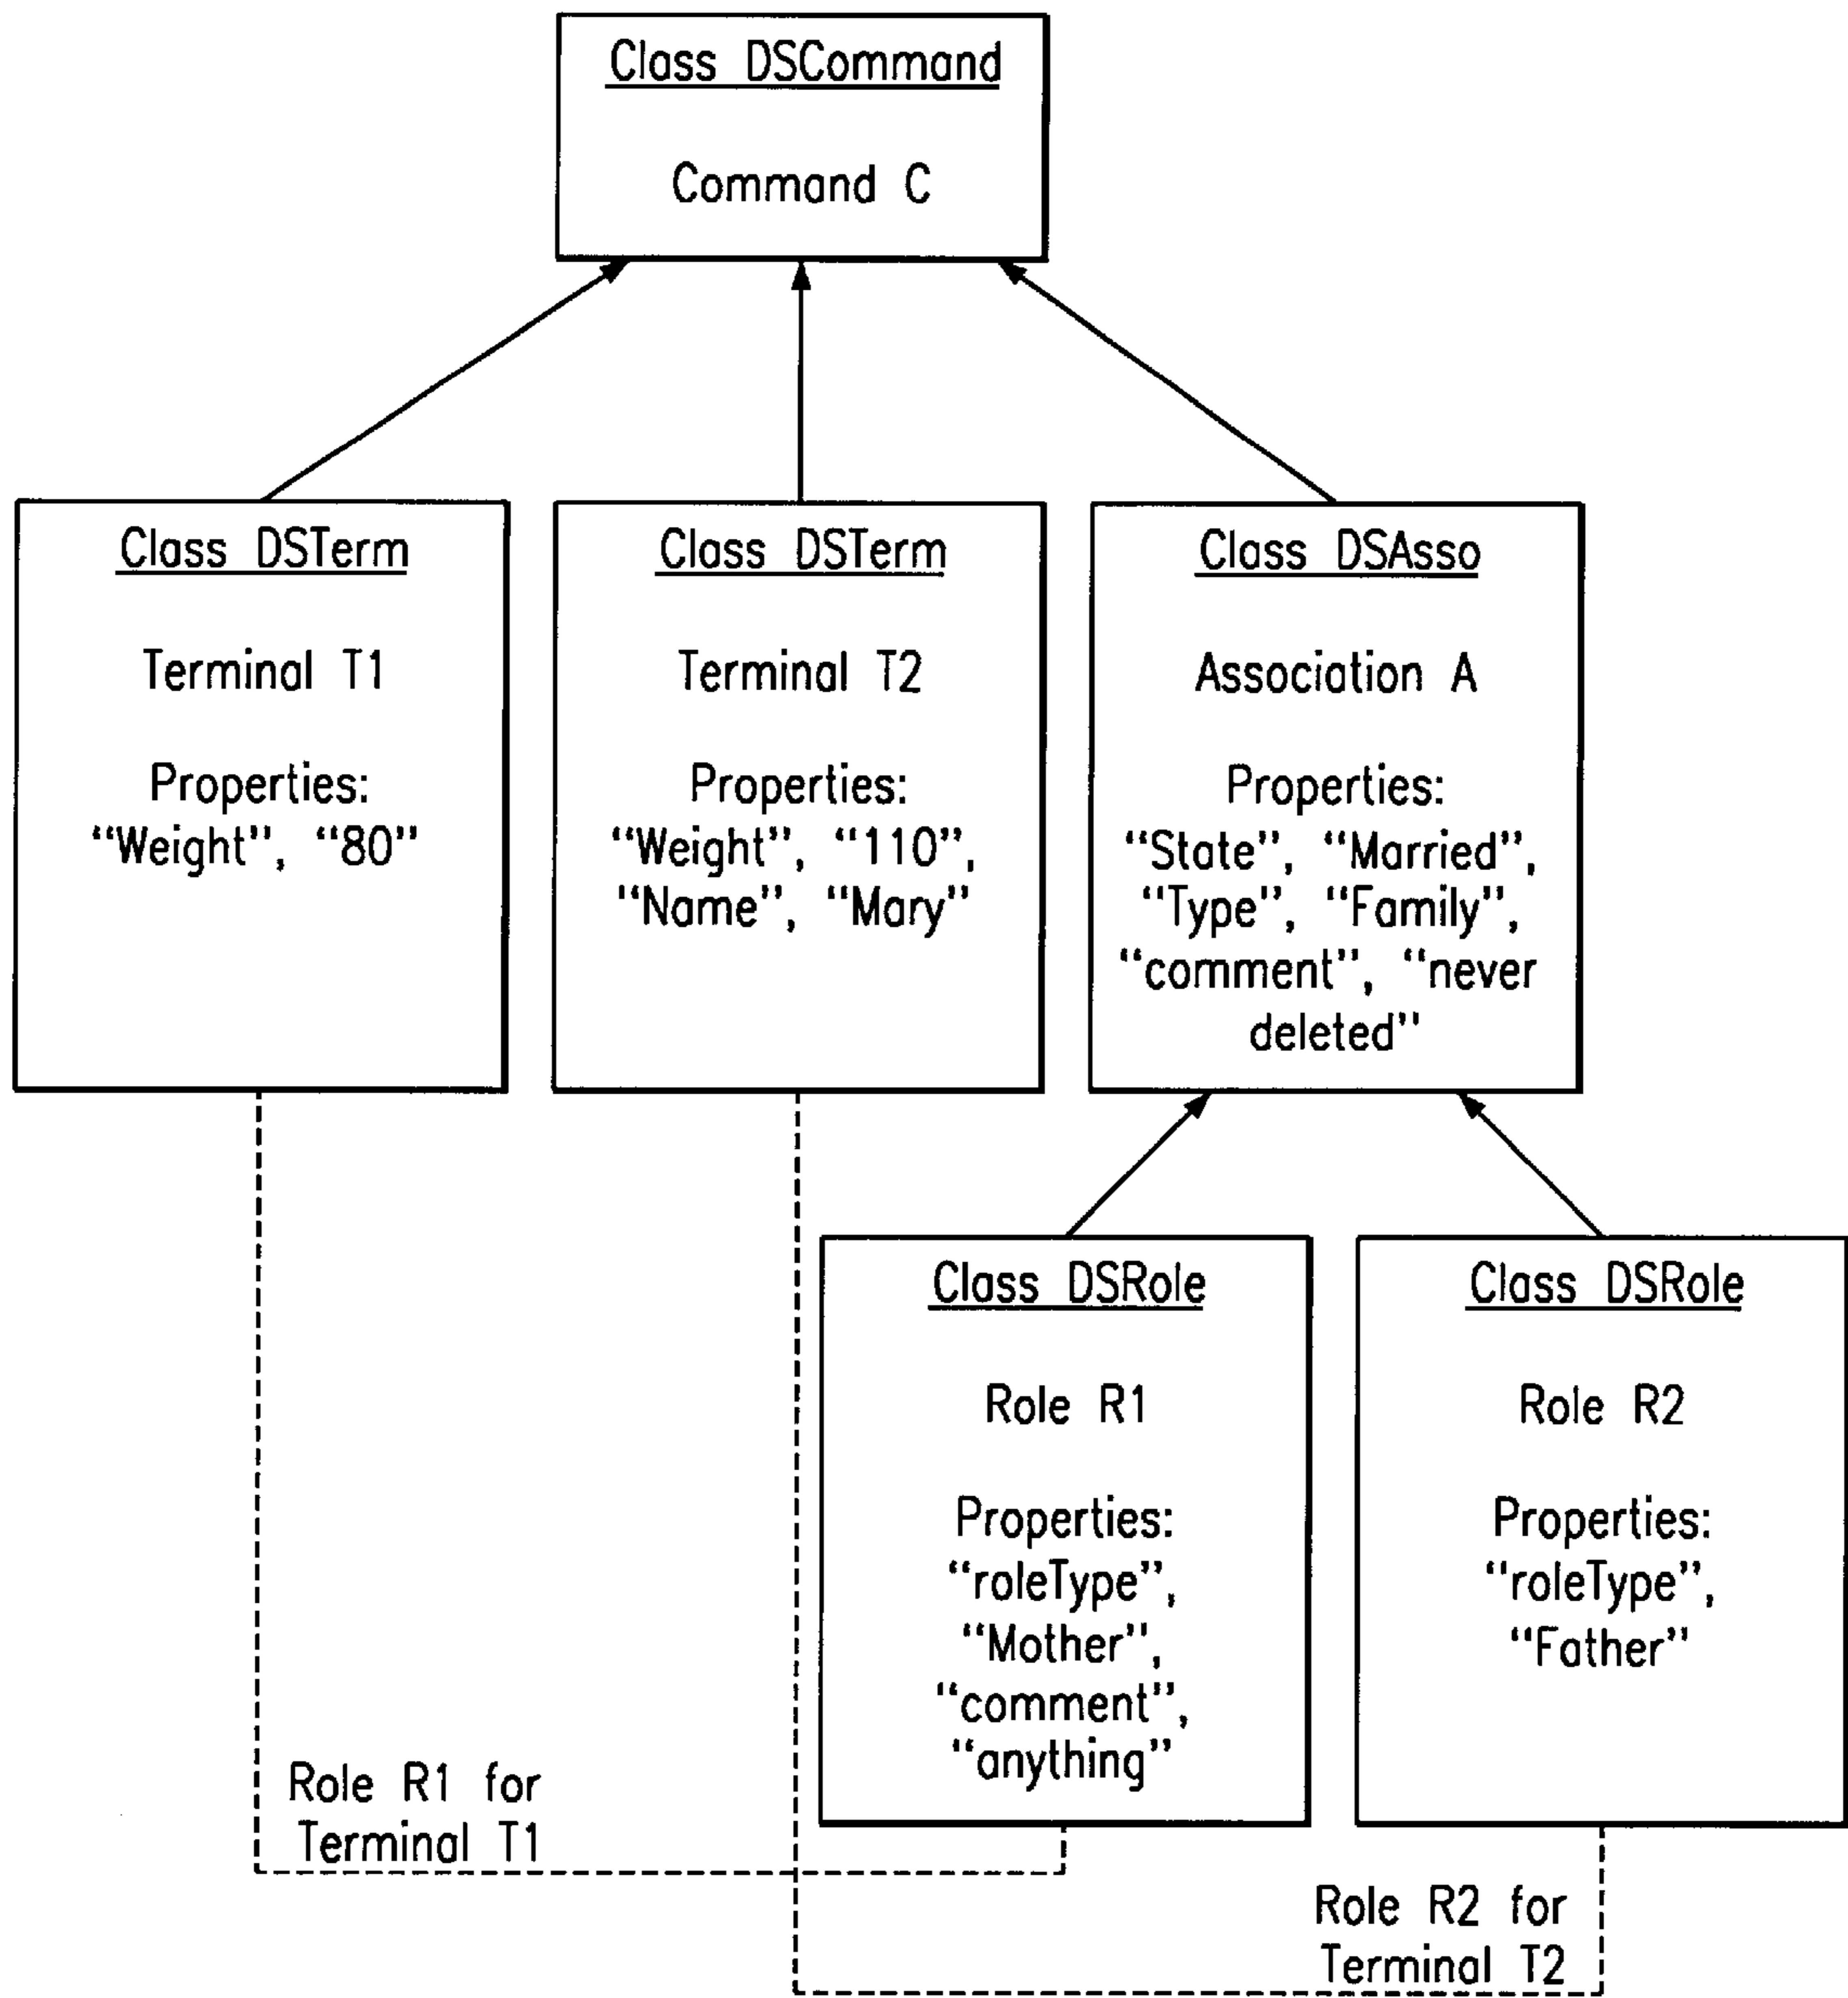 Class DSCommand
Command C
Class DSTerm
Terminal T1
Properties:
“Weight”, “80”
Class DSTerm
Terminal T2
Properties:
“Weight”, “110”,
“Name”, “Mary”
Class DSAsso
Association A
Properties:
“State”, “Married”,
“Type”, “Family”,
“comment”, “never
deleted”
Class DSRole
Role R1
Properties:
“roleType”,
“Mother”,
“comment”,
“anything”
Class DSRole
Role R2
Properties:
“roleType”,
“Father”
Role R1 for
Terminal T1
Role R2 for
Terminal T2